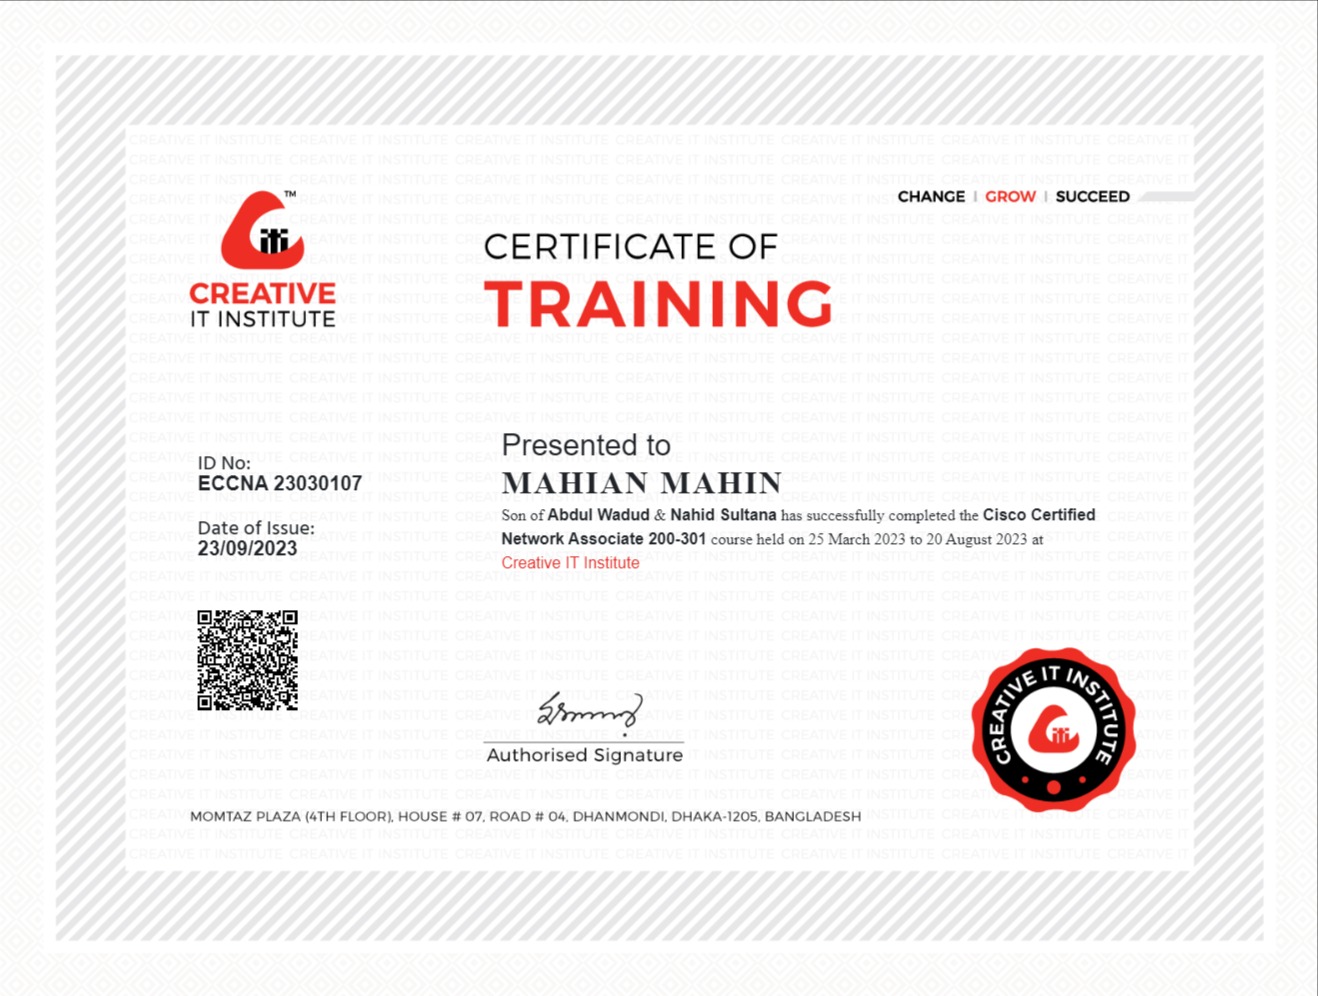 CHANGE | GROW | SUCCEED
iti
TM
CREATIVE
IT INSTITUTE
CERTIFICATE OF
TRAINING
ID No:
ECCNA 23030107
Date of Issue:
23/09/2023
Presented to
MAHIAN MAHIN
Son of Abdul Wadud & Nahid Sultana has successfully completed the Cisco Certified
Network Associate 200-301 course held on 25 March 2023 to 20 August 2023 at
Creative IT Institute
Authorised Signature
CREATIVE IT INSTITUTE
iti
MOMTAZ PLAZA (4TH FLOOR), HOUSE # 07, ROAD # 04, DHANMONDI, DHAKA-1205, BANGLADESH